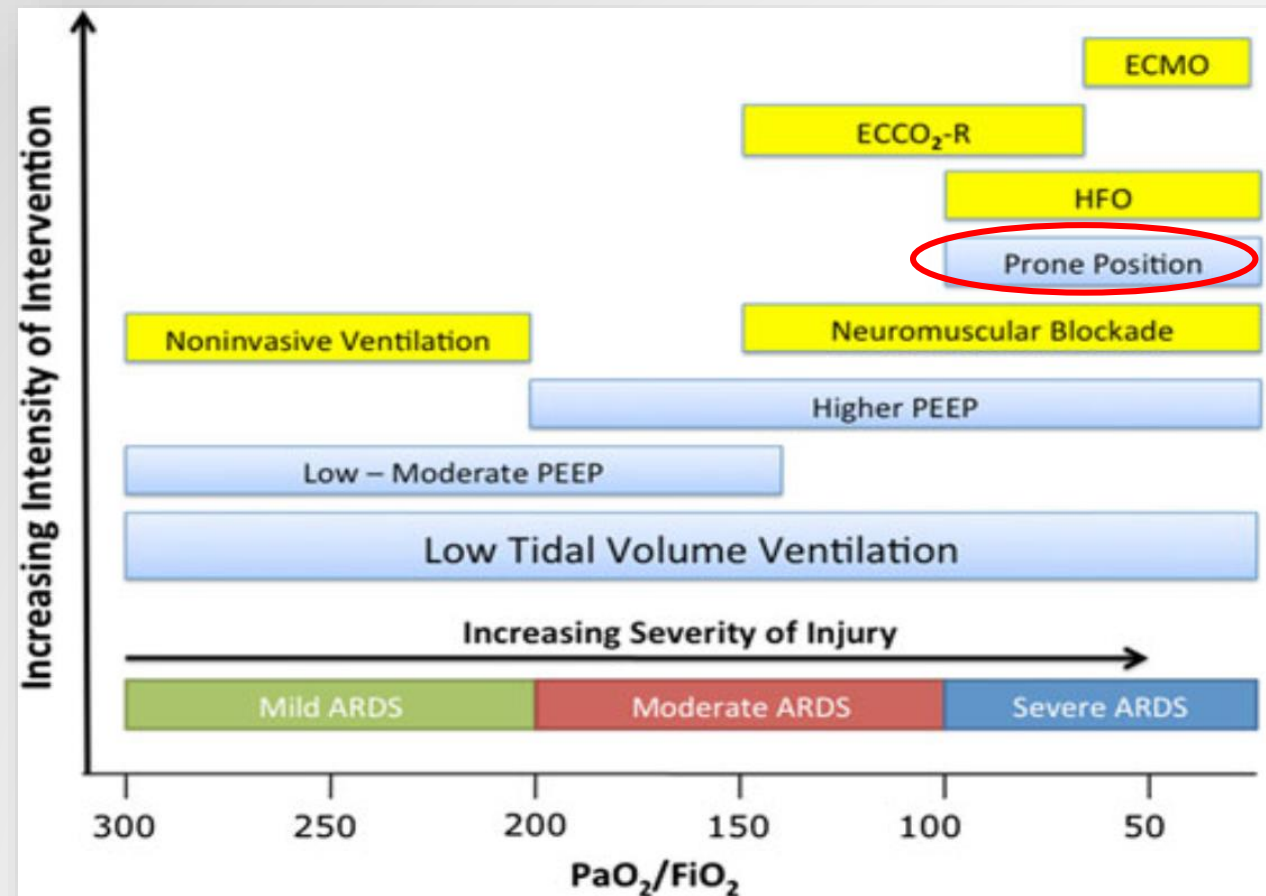 Increasing Intensity of Intervention
ECMO
ECCO₂-R
HFO
Prone Position
Noninvasive Ventilation
Neuromuscular Blockade
Higher PEEP
Low – Moderate PEEP
Low Tidal Volume Ventilation
Increasing Severity of Injury
Mild ARDS
Moderate ARDS
Severe ARDS
300 250 200 150 100 50
PaO₂/FiO₂